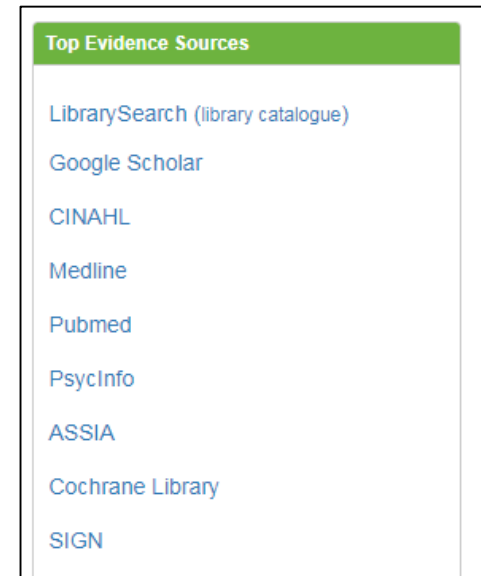 Top Evidence Sources
LibrarySearch (library catalogue)
Google Scholar
CINAHL
Medline
Pubmed
PsycInfo
ASSIA
Cochrane Library
SIGN